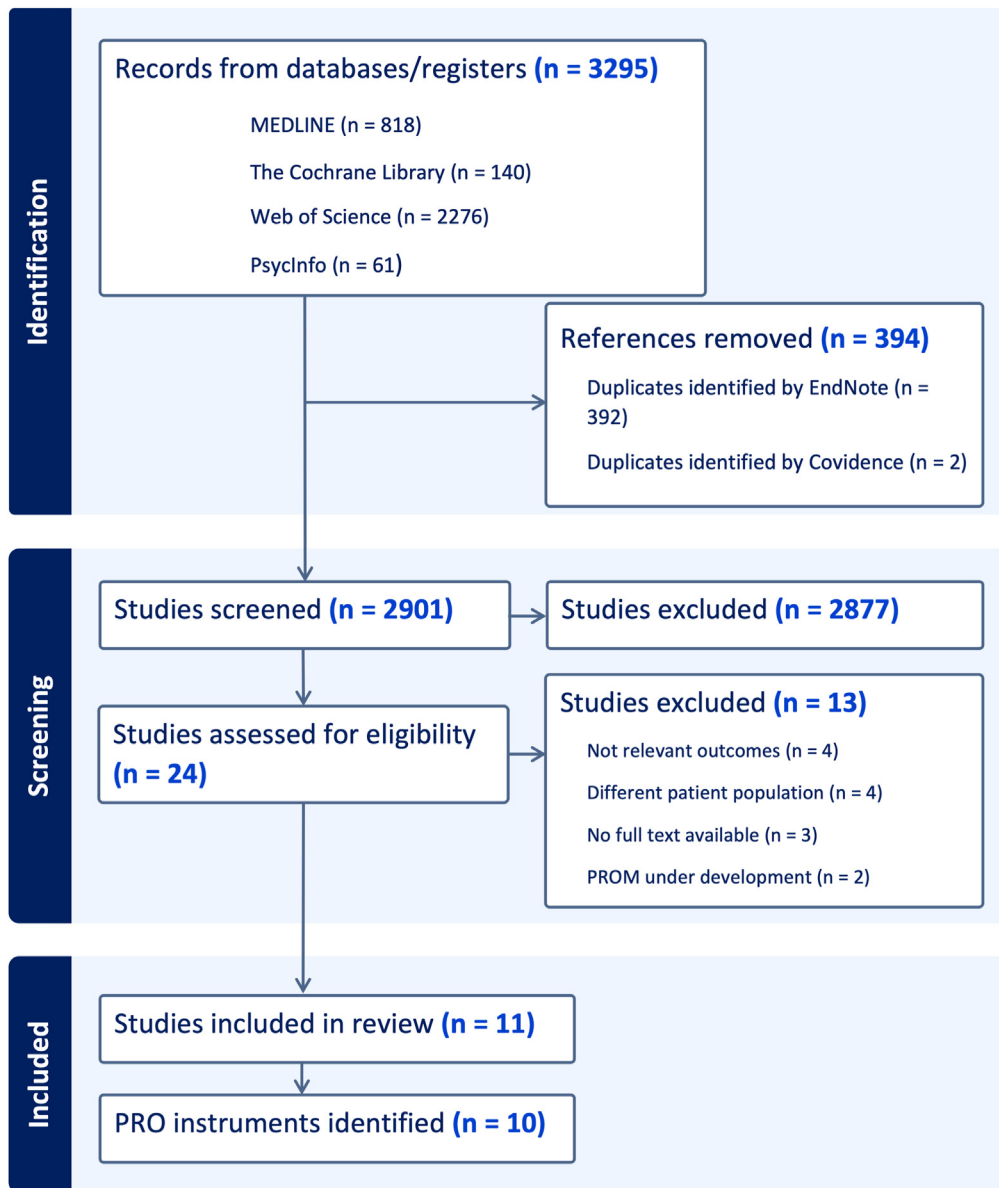 Identification
Records from databases/registers (n = 3295)
MEDLINE (n = 818)
The Cochrane Library (n = 140)
Web of Science (n = 2276)
PsycInfo (n = 61)
References removed (n = 394)
Duplicates identified by EndNote (n =
392)
Duplicates identified by Covidence (n = 2)
Screening
Studies screened (n = 2901)
Studies excluded (n = 2877)
Studies assessed for eligibility
(n = 24)
Studies excluded (n = 13)
Not relevant outcomes (n = 4)
Different patient population (n = 4)
No full text available (n = 3)
PROM under development (n = 2)
Included
Studies included in review (n = 11)
PRO instruments identified (n = 10)